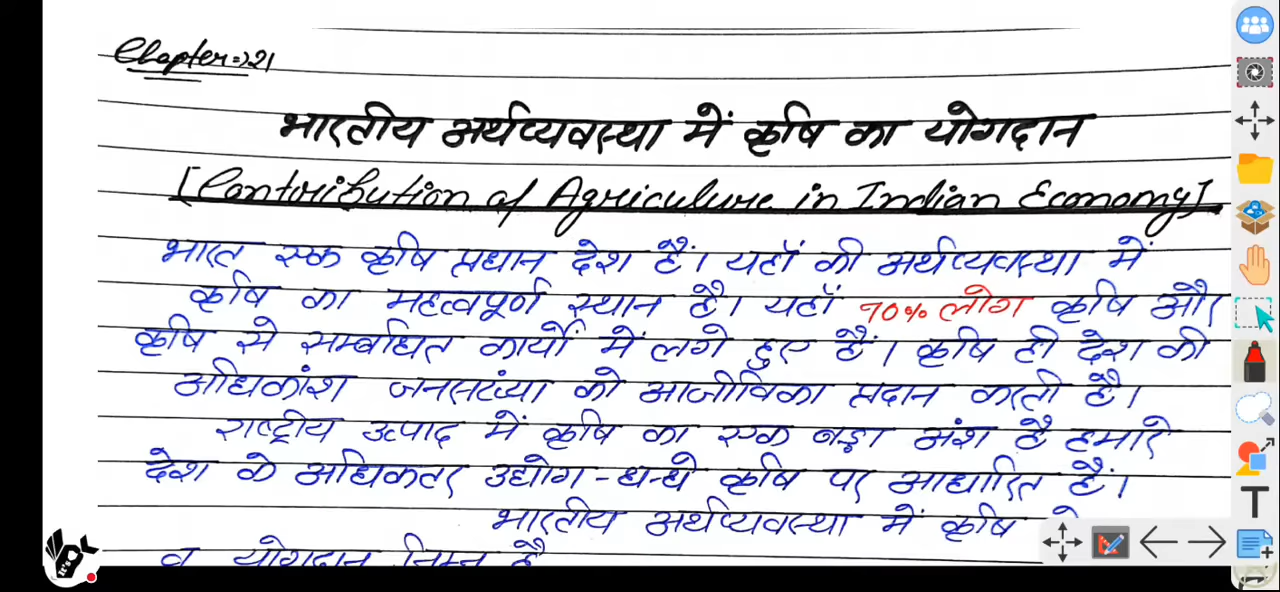 Chapter=>21
भारतीय अर्थव्यवस्था में कृषि का योगदान
[Contribution of Agriculture in Indian Economy]
भारत एक कृषि प्रधान देश हैं। यहाँ की अर्थव्यवस्था में
कृषि का महत्वपूर्ण स्थान है। यहाँ 70% लोग कृषि और
कृषि से सम्बंधित कार्यों में लगे हुए हैं। कृषि ही देश की
अधिकांश जनसंख्या को आजीविका प्रदान करती है।
राष्ट्रीय उत्पाद में कृषि का एक बड़ा अंश है हमारे
देश के अधिकतर उद्योग-धन्धे कृषि पर आधारित हैं।
भारतीय अर्थव्यवस्था में कृषि
व योगदान निम्न है
It's